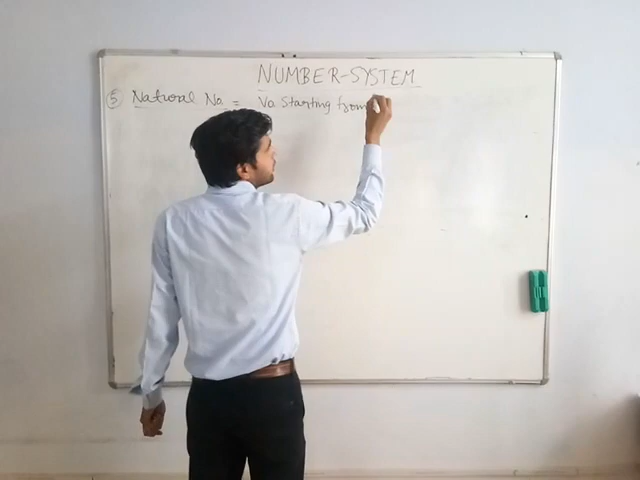 NUMBER-SYSTEM
⑤ Natural No. = No Starting from